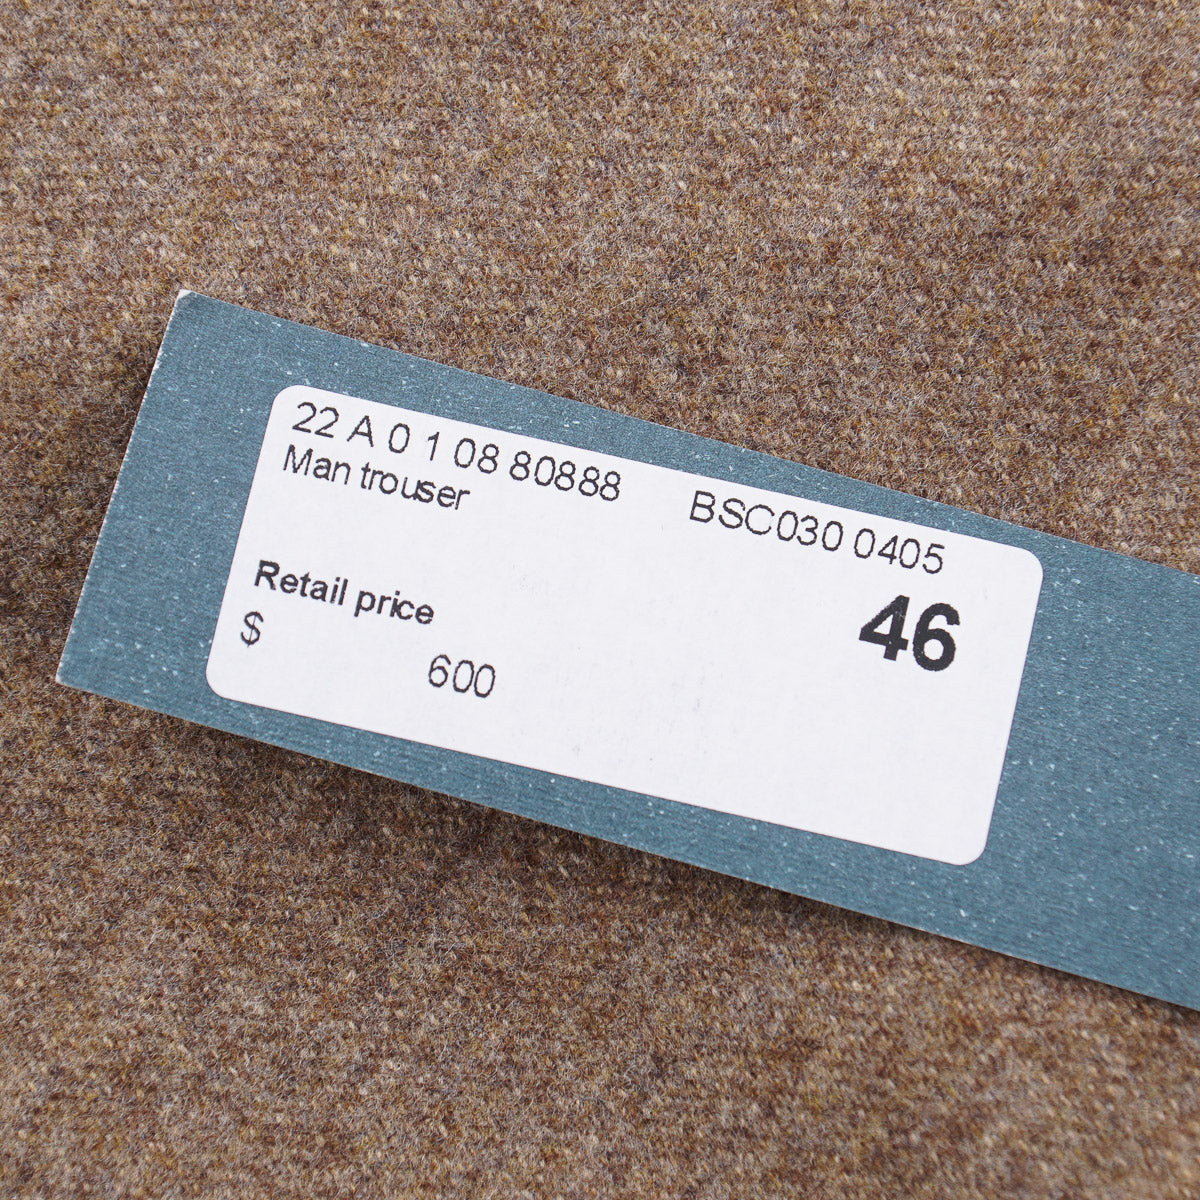 22 A 0 1 08 80888 BSC030 0405
Man trouser
46
Retail price
$
600